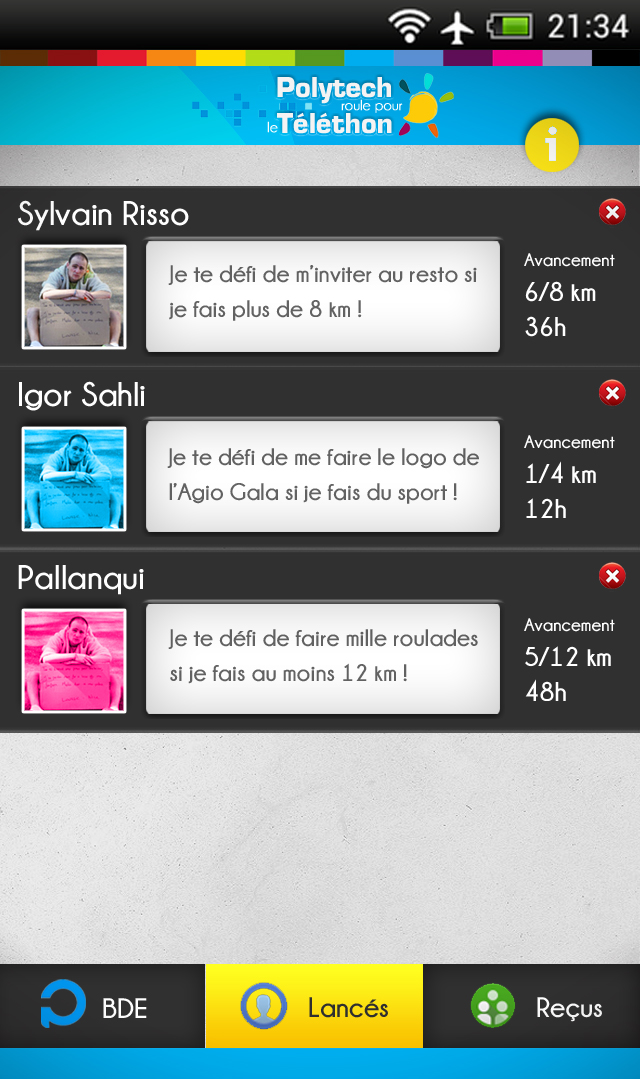 21:34
Polytech
roule pour
le Téléthon
i
Sylvain Risso
Je te défi de m'inviter au resto si
je fais plus de 8 km !
Avancement
6/8 km
36h
Igor Sahli
Je te défi de me faire le logo de
l'Agio Gala si je fais du sport !
Avancement
1/4 km
12h
Pallanqui
Je te défi de faire mille roulades
si je fais au moins 12 km !
Avancement
5/12 km
48h
BDE
Lancés
Reçus